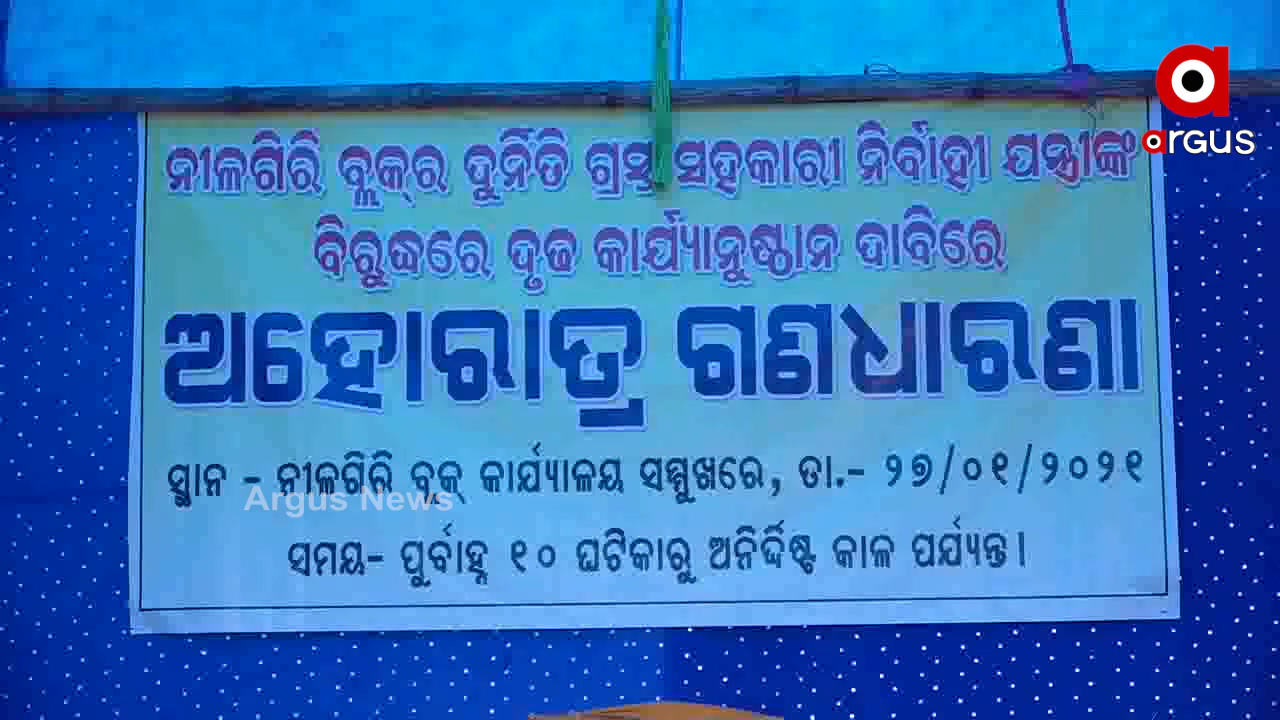 argus
ନୀଳଗିରି ବ୍ଲକ୍‌ର ଦୁର୍ନିତି ଗ୍ରସ୍ତ ସହକାରୀ ନିର୍ବାହୀ ଯନ୍ତ୍ରୀଙ୍କ
ବିରୁଦ୍ଧରେ ଦୃଢ କାର୍ଯ୍ୟାନୁଷ୍ଠାନ ଦାବିରେ
ଅହୋରାତ୍ର ଗଣଧାରଣା
ସ୍ଥାନ - ନୀଳଗିରି ବ୍ଲକ୍ କାର୍ଯ୍ୟାଳୟ ସମ୍ମୁଖରେ, ତା.- ୨୭/୦୧/୨୦୨୧
Argus News
ସମୟ- ପୁର୍ବାହ୍ନ ୧୦ ଘଟିକାରୁ ଅନିର୍ଦ୍ଦିଷ୍ଟ କାଳ ପର୍ଯ୍ୟନ୍ତ।